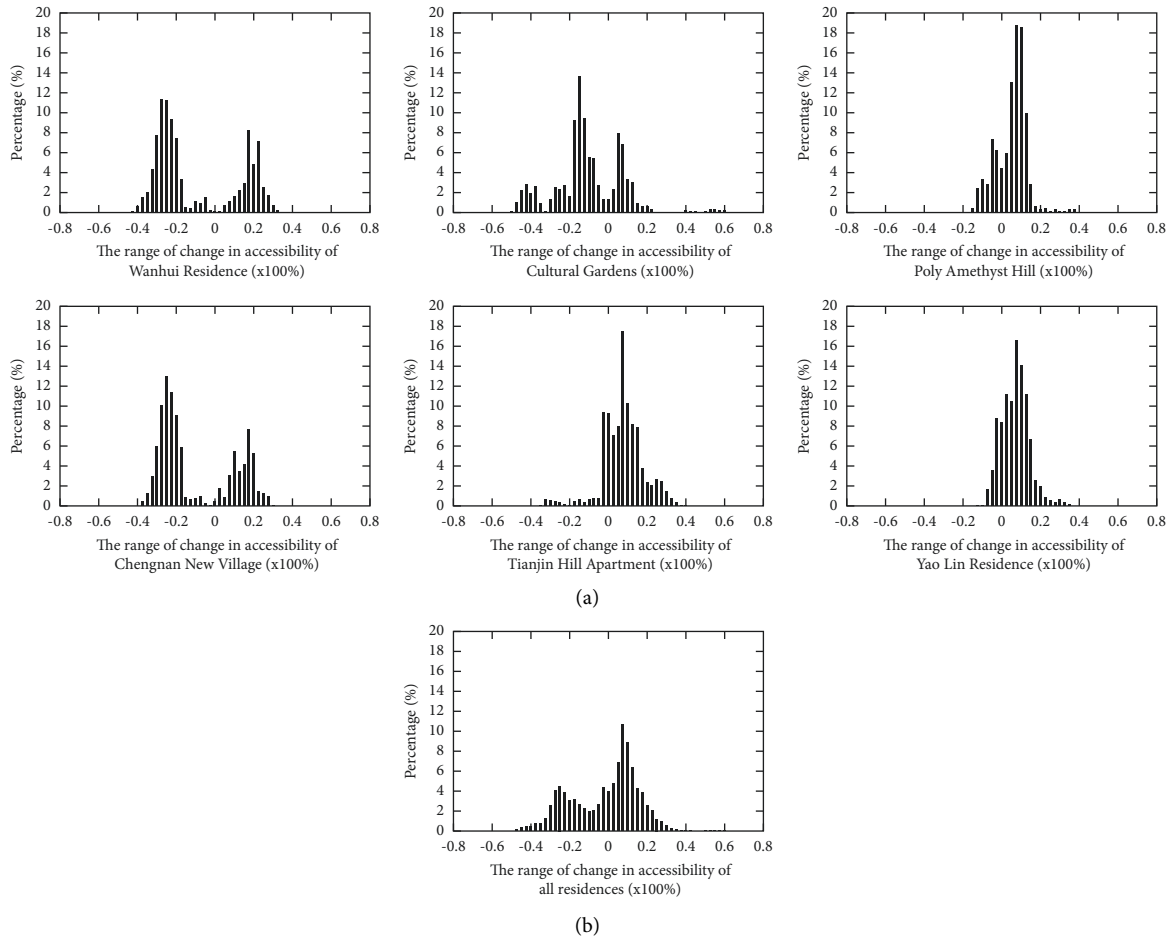 20
18
16
14
12
10
8
6
4
2
0
Percentage (%)
-0.8 -0.6 -0.4 -0.2 0 0.2 0.4 0.6 0.8
The range of change in accessibility of
Wanhui Residence (x100%)
20
18
16
14
12
10
8
6
4
2
0
Percentage (%)
-0.8 -0.6 -0.4 -0.2 0 0.2 0.4 0.6 0.8
The range of change in accessibility of
Cultural Gardens (x100%)
20
18
16
14
12
10
8
6
4
2
0
Percentage (%)
-0.8 -0.6 -0.4 -0.2 0 0.2 0.4 0.6 0.8
The range of change in accessibility of
Poly Amethyst Hill (x100%)
20
18
16
14
12
10
8
6
4
2
0
Percentage (%)
-0.8 -0.6 -0.4 -0.2 0 0.2 0.4 0.6 0.8
The range of change in accessibility of
Chengnan New Village (x100%)
20
18
16
14
12
10
8
6
4
2
0
Percentage (%)
-0.8 -0.6 -0.4 -0.2 0 0.2 0.4 0.6 0.8
The range of change in accessibility of
Tianjin Hill Apartment (x100%)
20
18
16
14
12
10
8
6
4
2
0
Percentage (%)
-0.8 -0.6 -0.4 -0.2 0 0.2 0.4 0.6 0.8
The range of change in accessibility of
Yao Lin Residence (x100%)
(a)
20
18
16
14
12
10
8
6
4
2
0
Percentage (%)
-0.8 -0.6 -0.4 -0.2 0 0.2 0.4 0.6 0.8
The range of change in accessibility of
all residences (x100%)
(b)